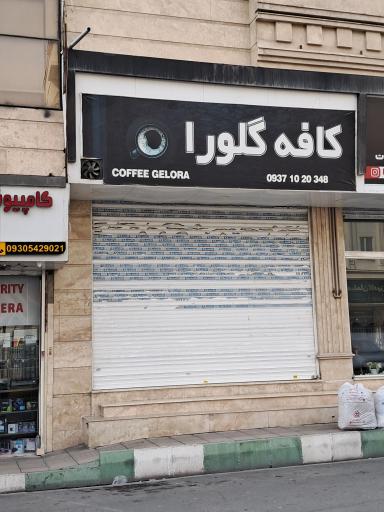 کافه گلورا
COFFEE GELORA
0937 10 20 348
کامپیو
09305429021
RITY
ERA